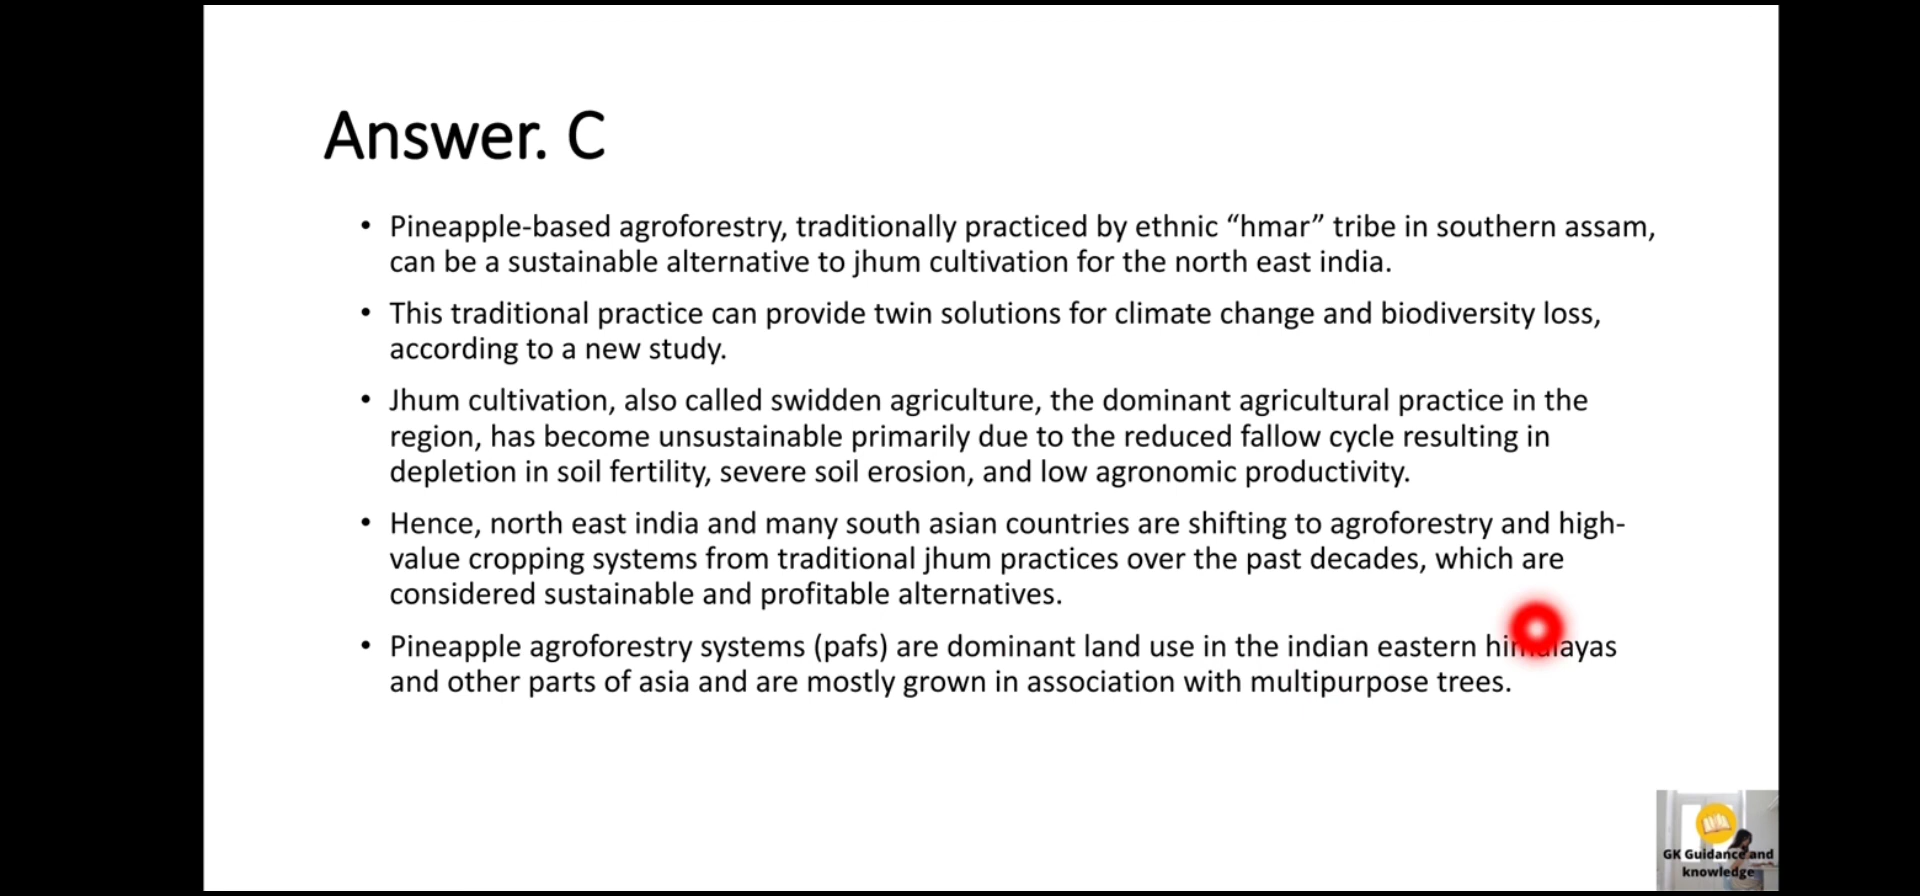 Answer. C
• Pineapple-based agroforestry, traditionally practiced by ethnic “hmar” tribe in southern assam,
can be a sustainable alternative to jhum cultivation for the north east india.
• This traditional practice can provide twin solutions for climate change and biodiversity loss,
according to a new study.
• Jhum cultivation, also called swidden agriculture, the dominant agricultural practice in the
region, has become unsustainable primarily due to the reduced fallow cycle resulting in
depletion in soil fertility, severe soil erosion, and low agronomic productivity.
• Hence, north east india and many south asian countries are shifting to agroforestry and high-
value cropping systems from traditional jhum practices over the past decades, which are
considered sustainable and profitable alternatives.
• Pineapple agroforestry systems (pafs) are dominant land use in the indian eastern himalayas
and other parts of asia and are mostly grown in association with multipurpose trees.
GK Guidance and
knowledge